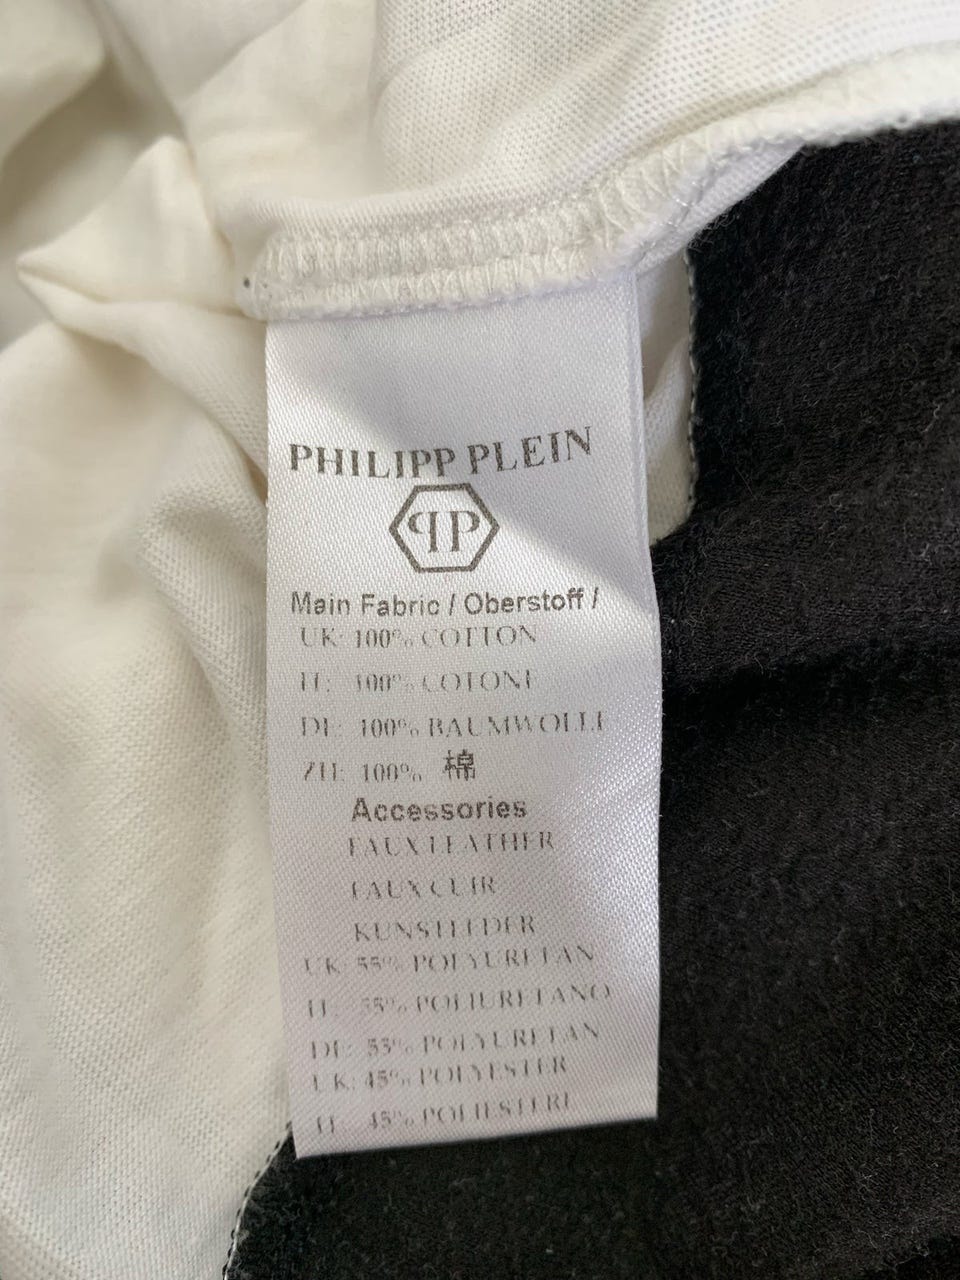 PHILIPP PLEIN
PP
Main Fabric / Oberstoff /
UK: 100% COTTON
IT: 100% COTONE
DE: 100% BAUMWOLLE
ZH: 100% 棉
Accessories
FAUX LEATHER
FAUX CUIR
KUNSTLEDER
UK: 55% POLYURETAN
IT: 55% POLIURETANO
DE: 55% POLYURETAN
UK: 45% POLYESTER
IT: 45% POLIESTERE